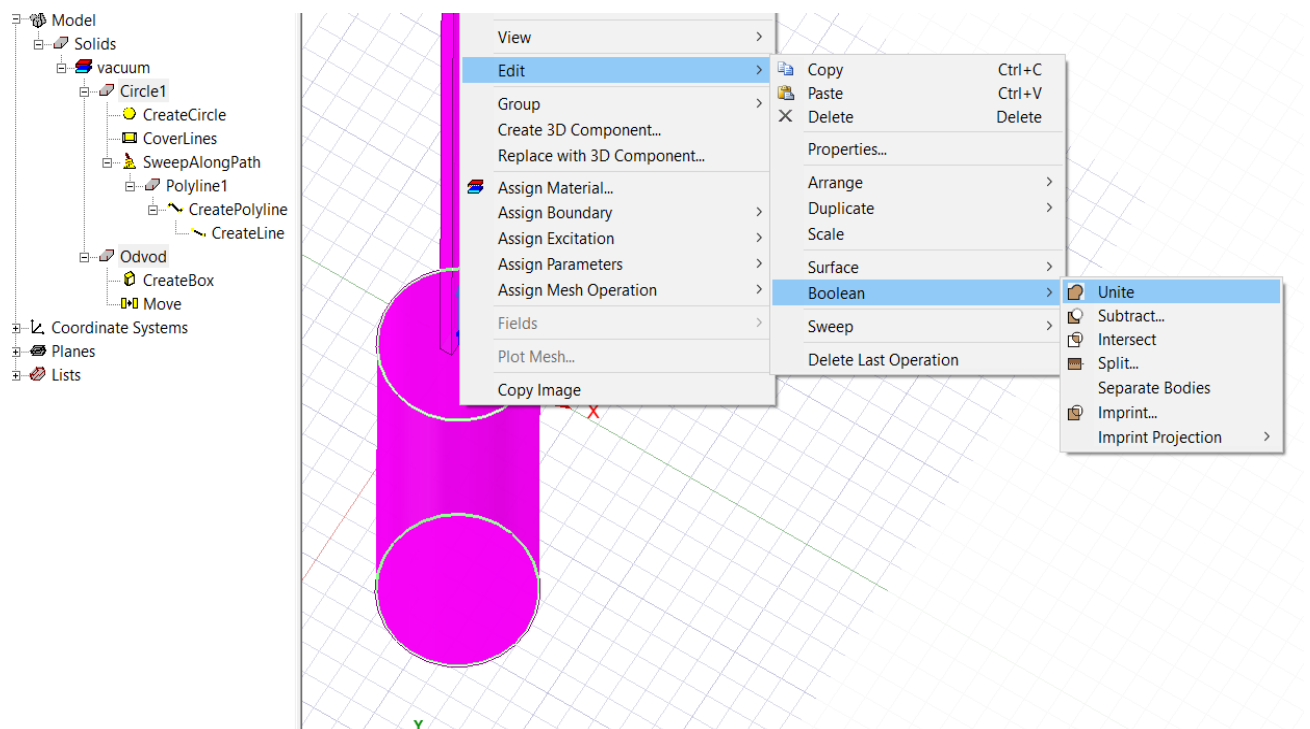 Model
Solids
vacuum
Circle1
CreateCircle
CoverLines
SweepAlongPath
Polyline1
CreatePolyline
CreateLine
Odvod
CreateBox
Move
Coordinate Systems
Planes
Lists
View
Edit
Group
Create 3D Component...
Replace with 3D Component...
Assign Material...
Assign Boundary
Assign Excitation
Assign Parameters
Assign Mesh Operation
Fields
Plot Mesh...
Copy Image
Copy Ctrl+C
Paste Ctrl+V
Delete Delete
Properties...
Arrange
Duplicate
Scale
Surface
Boolean
Sweep
Delete Last Operation
Unite
Subtract...
Intersect
Split...
Separate Bodies
Imprint...
Imprint Projection
X
Y